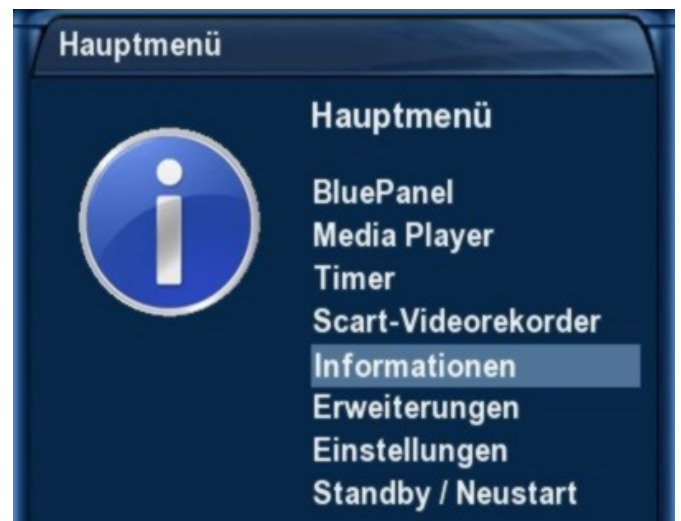 Hauptmenü
Hauptmenü
BluePanel
Media Player
Timer
Scart-Videorekorder
Informationen
Erweiterungen
Einstellungen
Standby / Neustart